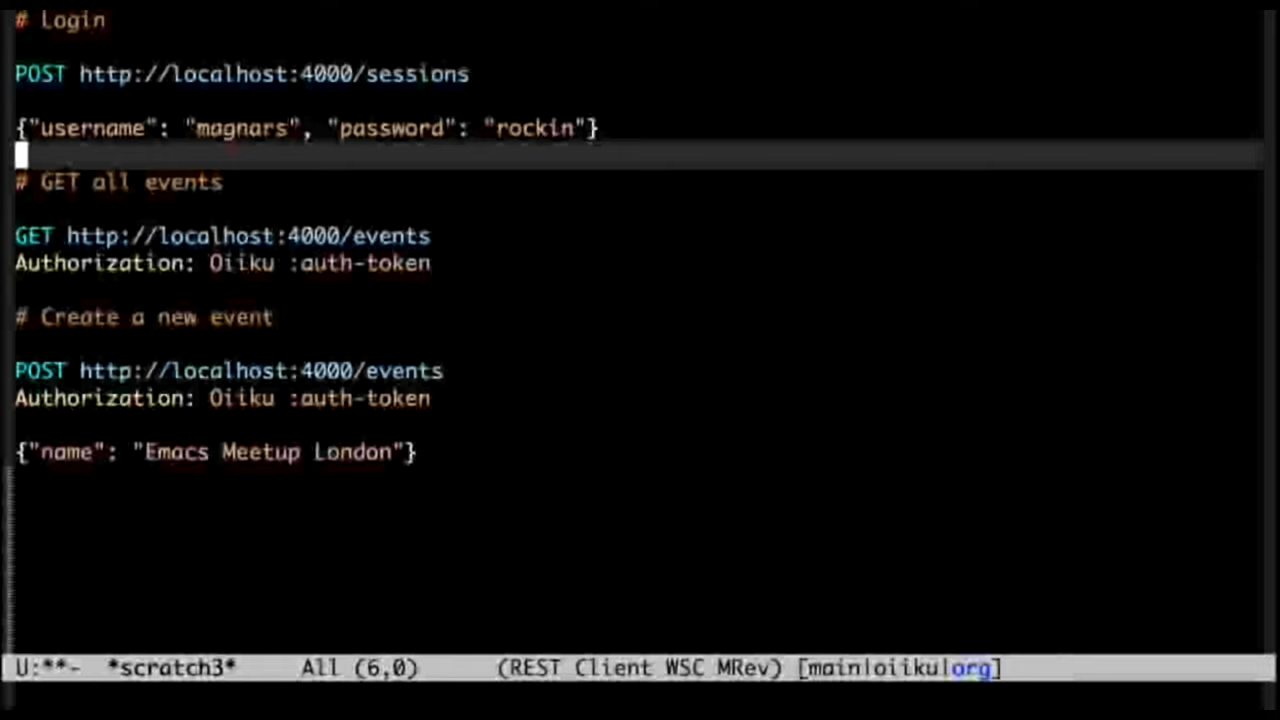 # Login
POST http://localhost:4000/sessions
{"username": "magnars", "password": "rockin"}
# GET all events
GET http://localhost:4000/events
Authorization: Oiiku :auth-token
# Create a new event
POST http://localhost:4000/events
Authorization: Oiiku :auth-token
{"name": "Emacs Meetup London"}
U:**-  *scratch3*     All (6,0)      (REST Client WSC MRev) [main|oiiku|org]